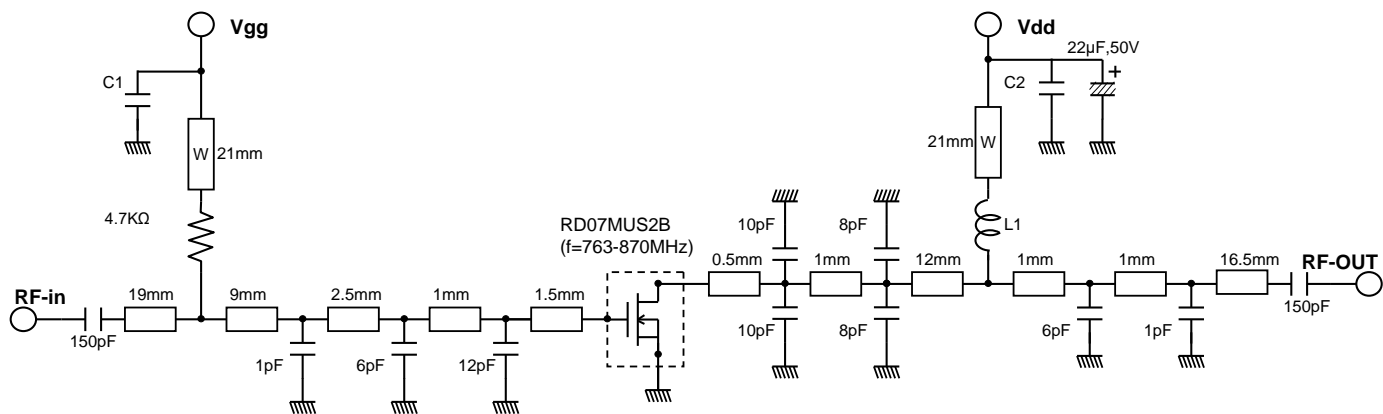 Vgg
Vdd
22μF,50V
+
C1
C2
W
21mm
21mm
W
4.7KΩ
RD07MUS2B
(f=763-870MHz)
10pF
8pF
L1
0.5mm
1mm
12mm
1mm
1mm
16.5mm
RF-OUT
RF-in
19mm
9mm
2.5mm
1mm
1.5mm
150pF
150pF
1pF
6pF
12pF
10pF
8pF
6pF
1pF